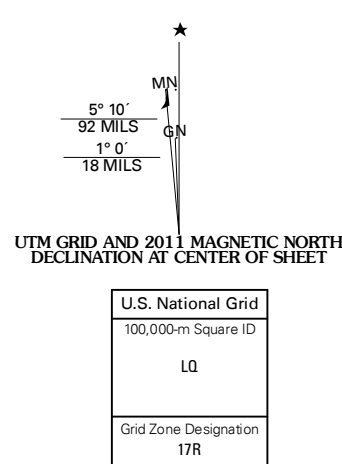 MN
5° 10´
92 MILS
GN
1° 0´
18 MILS
UTM GRID AND 2011 MAGNETIC NORTH
DECLINATION AT CENTER OF SHEET
U.S. National Grid
100,000-m Square ID
LQ
Grid Zone Designation
17R